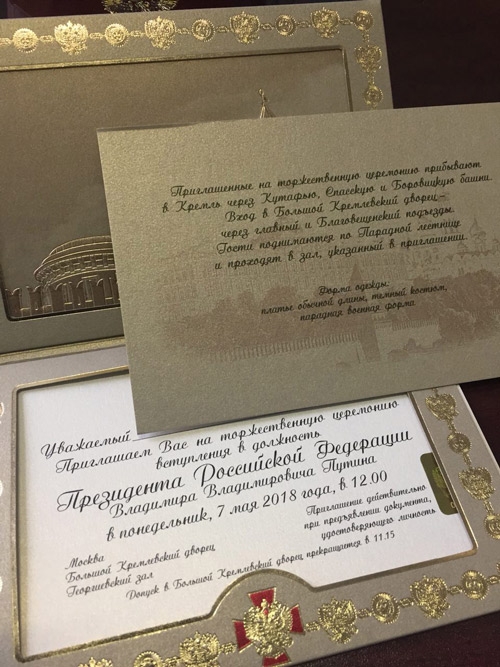 Приглашенные на торжественную церемонию прибывают
в Кремль через Кутафью, Спасскую и Боровицкую башни.
Вход в Большой Кремлевский дворец –
через главный и Благовещенский подъезды.
Гости поднимаются по Парадной лестнице
и проходят в зал, указанный в приглашении.
Форма одежды:
платье обычной длины, темный костюм,
парадная военная форма.
Уважаемый
Приглашаем Вас на торжественную церемонию
вступления в должность
Президента Российской Федерации
Владимира Владимировича Путина
в понедельник, 7 мая 2018 года, в 12.00
Москва
Большой Кремлевский дворец
Георгиевский зал
Приглашение действительно
при предъявлении документа,
удостоверяющего личность
Допуск в Большой Кремлевский дворец прекращается в 11.15